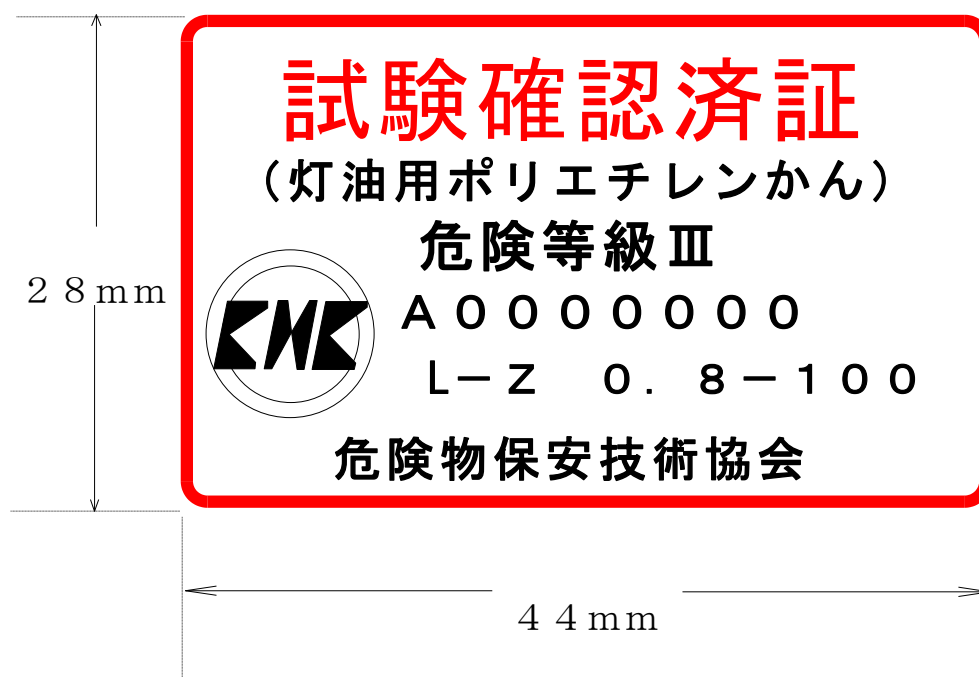 試験確認済証
(灯油用ポリエチレンかん)
危険等級Ⅲ
A0000000
KHK
L－Z　0．8－100
危険物保安技術協会
28mm
44mm